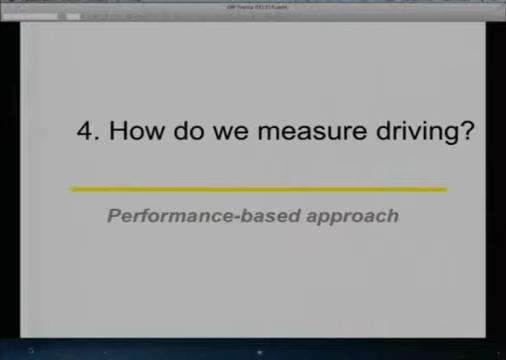 4. How do we measure driving?
Performance-based approach